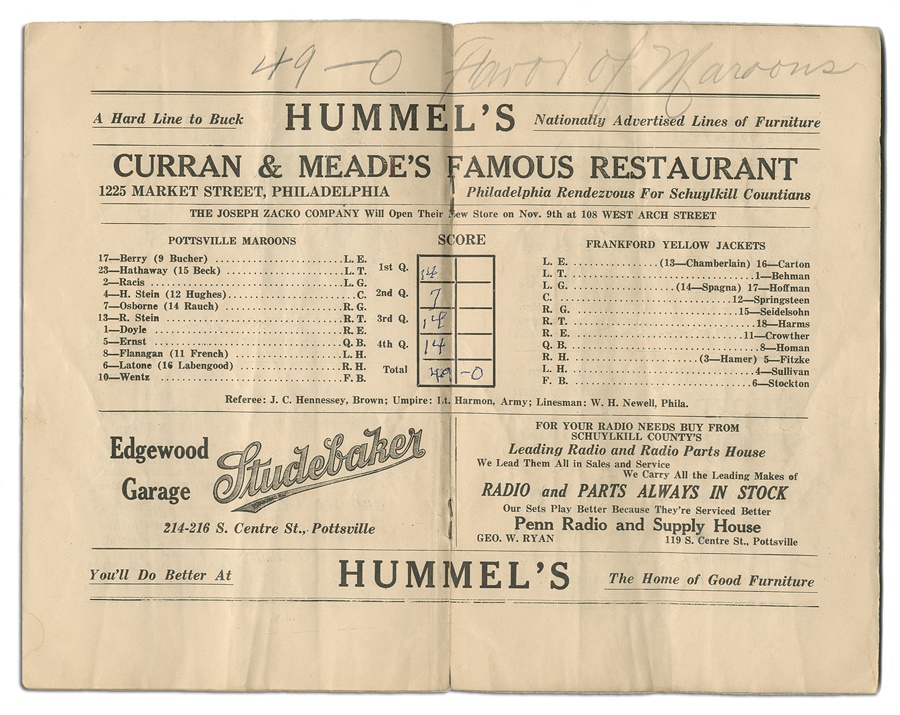 49 - 0 Favor of Maroons
A Hard Line to Buck HUMMEL'S Nationally Advertised Lines of Furniture
CURRAN & MEADE'S FAMOUS RESTAURANT
1225 MARKET STREET, PHILADELPHIA Philadelphia Rendezvous For Schuylkill Countians
THE JOSEPH ZACKO COMPANY Will Open Their New Store on Nov. 9th at 108 WEST ARCH STREET
POTTSVILLE MAROONS
17—Berry (9 Bucher) ........ L. E.
23—Hathaway (15 Beck) ........ L. T.
2—Racis ........ L. G.
4—H. Stein (12 Hughes) ........ C.
7—Osborne (14 Rauch) ........ R. G.
13—R. Stein ........ R. T.
1—Doyle ........ R. E.
5—Ernst ........ Q. B.
8—Flanagan (11 French) ........ L. H.
6—Latone (16 Labengood) ........ R. H.
10—Wentz ........ F. B.
SCORE
1st Q. 14
2nd Q. 7
3rd Q. 14
4th Q. 14
Total 49 -0
FRANKFORD YELLOW JACKETS
L. E. ........ (13—Chamberlain) 16—Carton
L. T. ........ 1—Behman
L. G. ........ (14—Spagna) 17—Hoffman
C. ........ 12—Springsteen
R. G. ........ 15—Seidelsohn
R. T. ........ 18—Harms
R. E. ........ 11—Crowther
Q. B. ........ 8—Homan
R. H. ........ (3—Hamer) 5—Fitzke
L. H. ........ 4—Sullivan
F. B. ........ 6—Stockton
Referee: J. C. Hennessey, Brown; Umpire: Lt. Harmon, Army; Linesman: W. H. Newell, Phila.
Edgewood
Garage
Studebaker
214-216 S. Centre St., Pottsville
FOR YOUR RADIO NEEDS BUY FROM
SCHUYLKILL COUNTY'S
Leading Radio and Radio Parts House
We Lead Them All in Sales and Service
We Carry All the Leading Makes of
RADIO and PARTS ALWAYS IN STOCK
Our Sets Play Better Because They're Serviced Better
Penn Radio and Supply House
GEO. W. RYAN 119 S. Centre St., Pottsville
You'll Do Better At HUMMEL'S The Home of Good Furniture